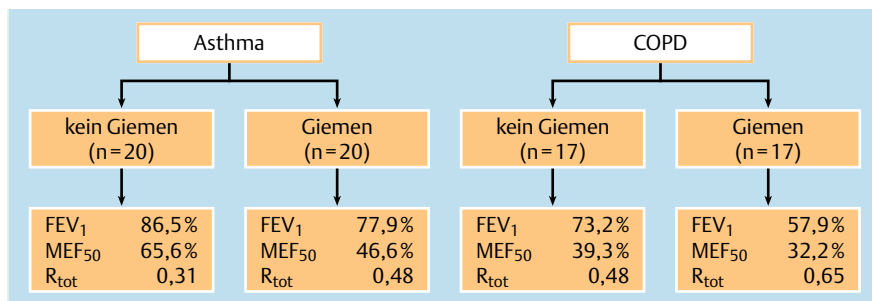 Asthma
COPD
kein Giemen
(n=20)
Giemen
(n=20)
kein Giemen
(n=17)
Giemen
(n=17)
FEV₁ 86,5%
MEF₅₀ 65,6%
Rₜₒₜ 0,31
FEV₁ 77,9%
MEF₅₀ 46,6%
Rₜₒₜ 0,48
FEV₁ 73,2%
MEF₅₀ 39,3%
Rₜₒₜ 0,48
FEV₁ 57,9%
MEF₅₀ 32,2%
Rₜₒₜ 0,65